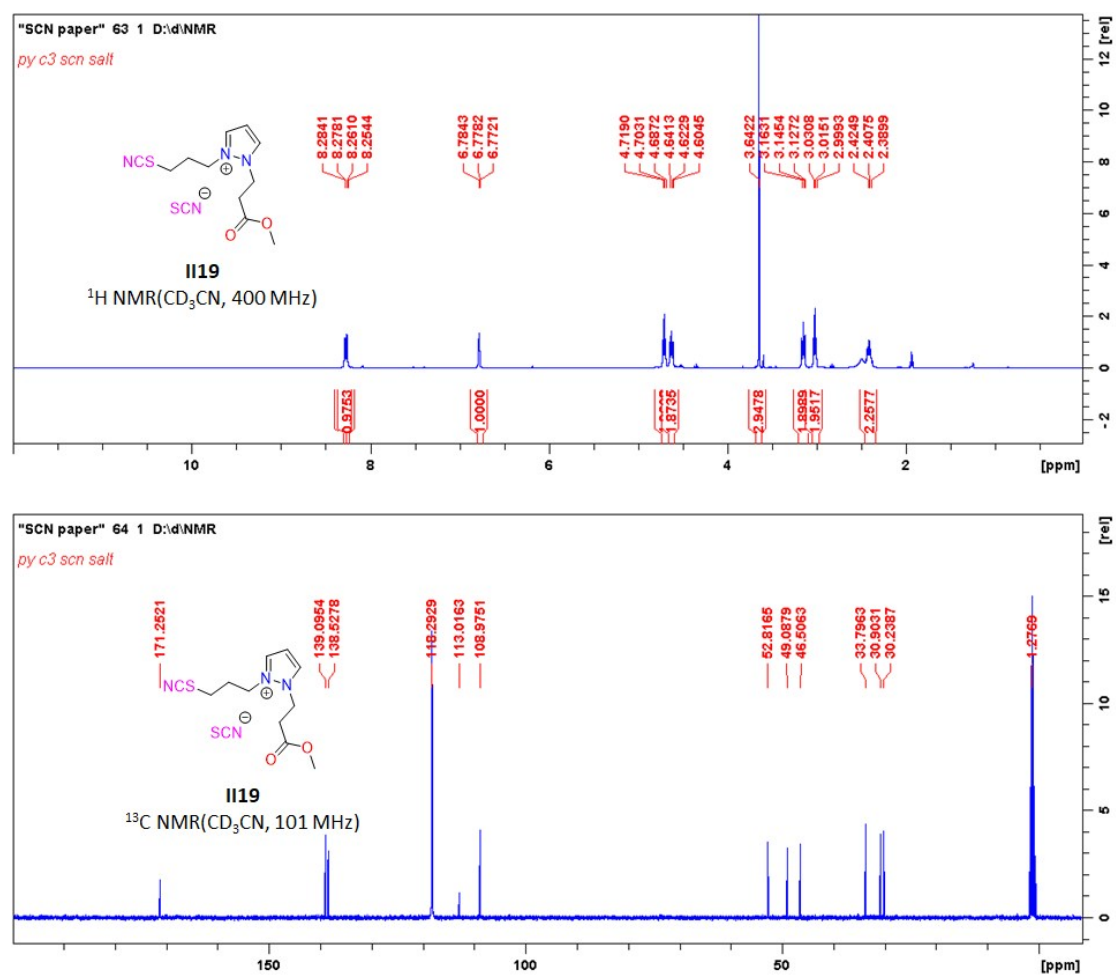 "SCN paper" 63 1 D:\d\NMR
py c3 scn salt
8.2841
8.2781
8.2610
8.2544
6.7843
6.7782
6.7721
4.7190
4.7031
4.6872
4.6413
4.6229
4.6045
3.6422
3.1631
3.1454
3.1272
3.0308
3.0151
2.9993
2.4249
2.4075
2.3899
[rel]
12
10
8
6
4
2
0
-2
NCS
N
N
⊕
⊖
SCN
O
O
II19
¹H NMR(CD₃CN, 400 MHz)
0.9753
1.0000
1.8735
2.9478
1.8989
1.9517
2.2577
10
8
6
4
2
[ppm]
"SCN paper" 64 1 D:\d\NMR
py c3 scn salt
171.2521
139.0954
138.5278
118.2929
113.0163
108.9751
52.8165
49.0879
46.5063
33.7963
30.9031
30.2387
1.2769
[rel]
15
10
5
0
NCS
N
N
⊕
⊖
SCN
O
O
II19
¹³C NMR(CD₃CN, 101 MHz)
150
100
50
[ppm]